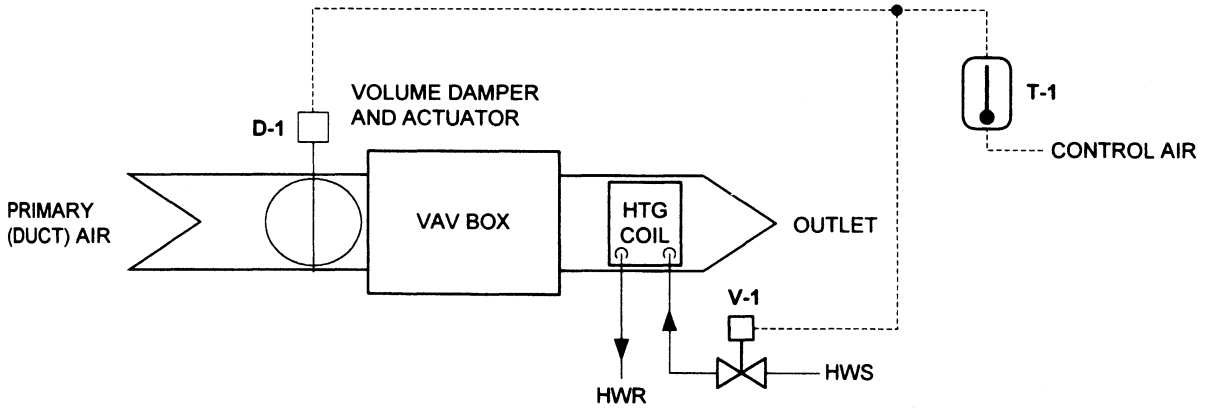 VOLUME DAMPER
AND ACTUATOR
D-1
T-1
CONTROL AIR
PRIMARY
(DUCT) AIR
VAV BOX
HTG
COIL
OUTLET
V-1
HWS
HWR